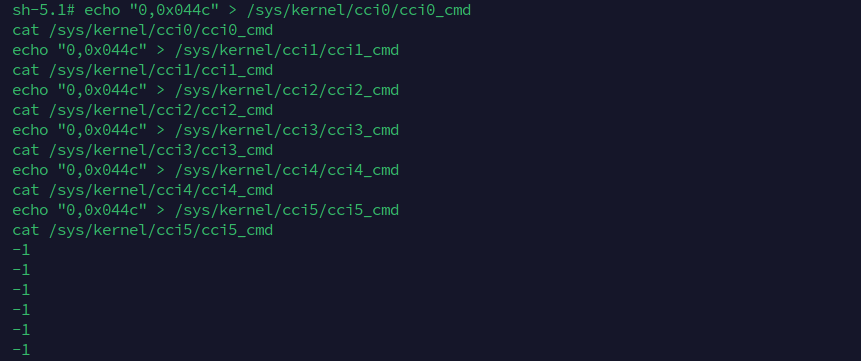 sh-5.1# echo "0,0x044c" > /sys/kernel/cci0/cci0_cmd
cat /sys/kernel/cci0/cci0_cmd
echo "0,0x044c" > /sys/kernel/cci1/cci1_cmd
cat /sys/kernel/cci1/cci1_cmd
echo "0,0x044c" > /sys/kernel/cci2/cci2_cmd
cat /sys/kernel/cci2/cci2_cmd
echo "0,0x044c" > /sys/kernel/cci3/cci3_cmd
cat /sys/kernel/cci3/cci3_cmd
echo "0,0x044c" > /sys/kernel/cci4/cci4_cmd
cat /sys/kernel/cci4/cci4_cmd
echo "0,0x044c" > /sys/kernel/cci5/cci5_cmd
cat /sys/kernel/cci5/cci5_cmd
-1
-1
-1
-1
-1
-1